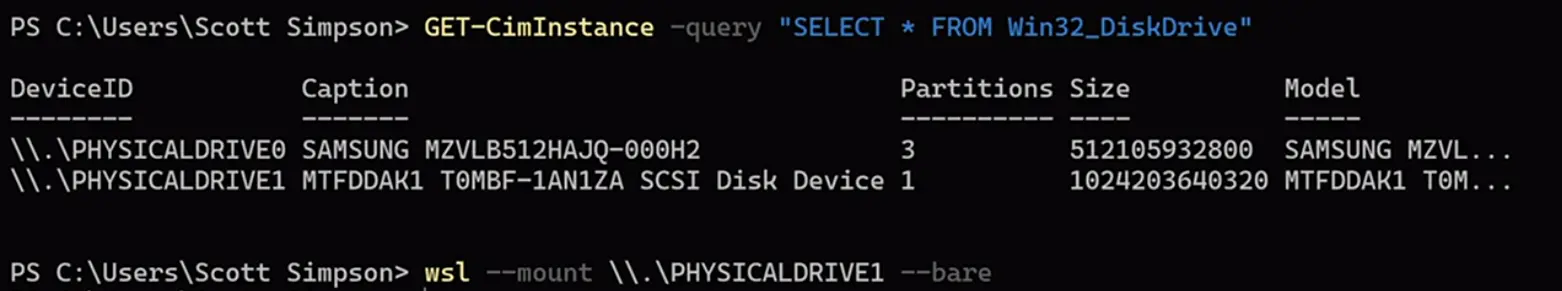 PS C:\Users\Scott Simpson> GET-CimInstance -query "SELECT * FROM Win32_DiskDrive"
DeviceID Caption Partitions Size Model
-------- ------- ---------- ---- -----
\\.\PHYSICALDRIVE0 SAMSUNG MZVLB512HAJQ-000H2 3 512105932800 SAMSUNG MZVL...
\\.\PHYSICALDRIVE1 MTFDDAK1 T0MBF-1AN1ZA SCSI Disk Device 1 1024203640320 MTFDDAK1 T0M...
PS C:\Users\Scott Simpson> wsl --mount \\.\PHYSICALDRIVE1 --bare